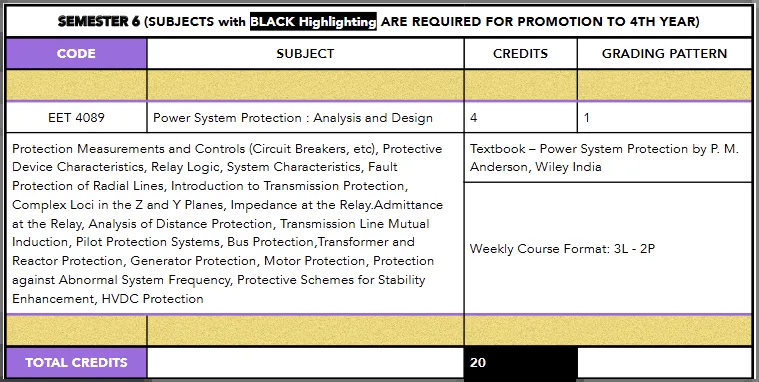 SEMESTER 6 (SUBJECTS with BLACK Highlighting ARE REQUIRED FOR PROMOTION TO 4TH YEAR)
CODE SUBJECT CREDITS GRADING PATTERN
EET 4089 Power System Protection : Analysis and Design 4 1
Protection Measurements and Controls (Circuit Breakers, etc), Protective
Device Characteristics, Relay Logic, System Characteristics, Fault
Protection of Radial Lines, Introduction to Transmission Protection,
Complex Loci in the Z and Y Planes, Impedance at the Relay.Admittance
at the Relay, Analysis of Distance Protection, Transmission Line Mutual
Induction, Pilot Protection Systems, Bus Protection,Transformer and
Reactor Protection, Generator Protection, Motor Protection, Protection
against Abnormal System Frequency, Protective Schemes for Stability
Enhancement, HVDC Protection
Textbook – Power System Protection by P. M.
Anderson, Wiley India
Weekly Course Format: 3L - 2P
TOTAL CREDITS 20